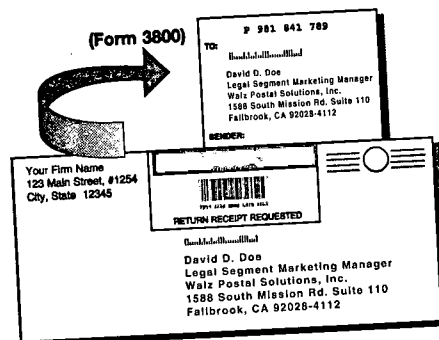 (Form 3800)
P 981 841 789
TO:
David D. Doe
Legal Segment Marketing Manager
Walz Postal Solutions, Inc.
1588 South Mission Rd. Suite 110
Fallbrook, CA 92028-4112
SENDER:
Your Firm Name
123 Main Street, #1254
City, State 12345
RETURN RECEIPT REQUESTED
David D. Doe
Legal Segment Marketing Manager
Walz Postal Solutions, Inc.
1588 South Mission Rd. Suite 110
Fallbrook, CA 92028-4112